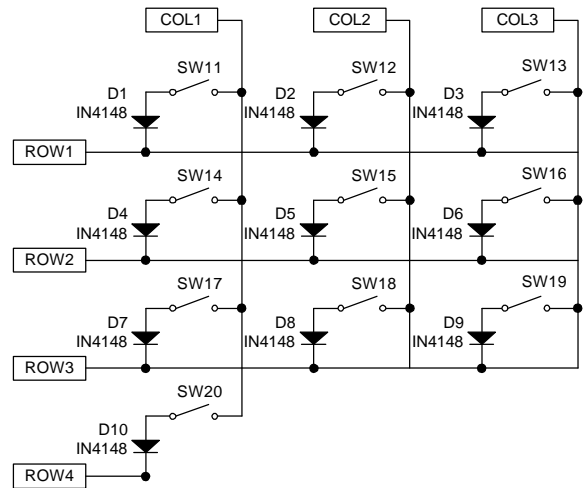 COL1 COL2 COL3
SW11 SW12 SW13
D1 D2 D3
IN4148 IN4148 IN4148
ROW1
SW14 SW15 SW16
D4 D5 D6
IN4148 IN4148 IN4148
ROW2
SW17 SW18 SW19
D7 D8 D9
IN4148 IN4148 IN4148
ROW3
SW20
D10
IN4148
ROW4